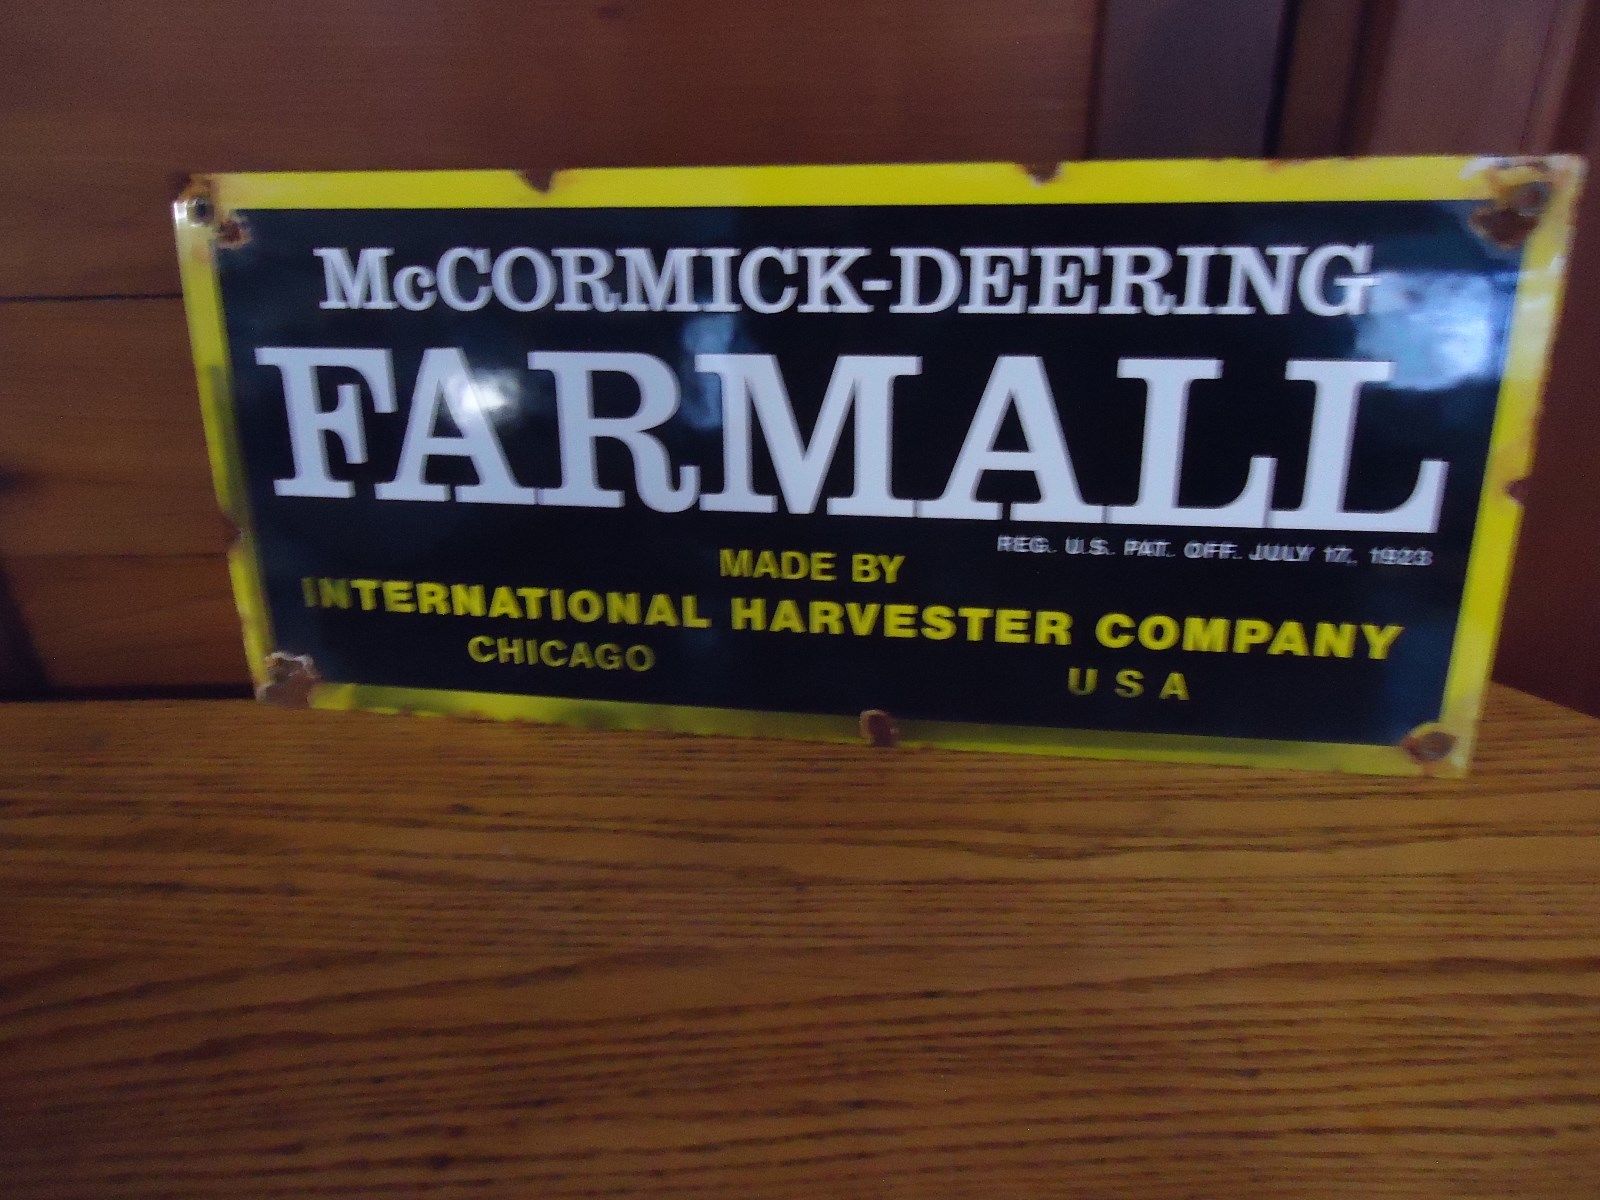 McCORMICK-DEERING
FARMALL
REG. U.S. PAT. OFF. JULY 17, 1923
MADE BY
INTERNATIONAL HARVESTER COMPANY
CHICAGO USA